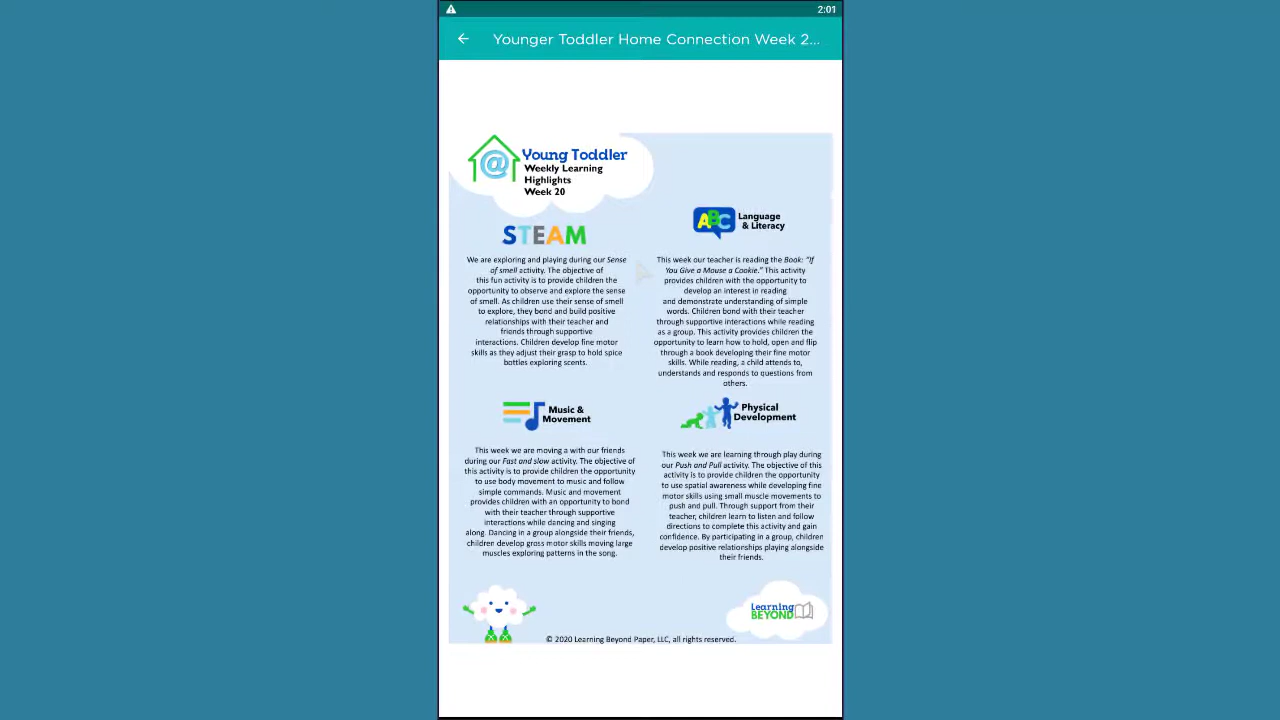 2:01
Younger Toddler Home Connection Week 2...
@
Young Toddler
Weekly Learning
Highlights
Week 20
STEAM
We are exploring and playing during our Sense
of smell activity. The objective of
this fun activity is to provide children the
opportunity to observe and explore the sense
of smell. As children use their sense of smell
to explore, they bond and build positive
relationships with their teacher and
friends through supportive
interactions. Children develop fine motor
skills as they adjust their grasp to hold spice
bottles exploring scents.
ABC
Language
& Literacy
This week our teacher is reading the Book: “If
You Give a Mouse a Cookie.” This activity
provides children with the opportunity to
develop an interest in reading
and demonstrate understanding of simple
words. Children bond with their teacher
through supportive interactions while reading
as a group. This activity provides children the
opportunity to learn how to hold, open and flip
through a book developing their fine motor
skills. While reading, a child attends to,
understands and responds to questions from
others.
Music &
Movement
This week we are moving a with our friends
during our Fast and slow activity. The objective of
this activity is to provide children the opportunity
to use body movement to music and follow
simple commands. Music and movement
provides children with an opportunity to bond
with their teacher through supportive
interactions while dancing and singing
along. Dancing in a group alongside their friends,
children develop gross motor skills moving large
muscles exploring patterns in the song.
Physical
Development
This week we are learning through play during
our Push and Pull activity. The objective of this
activity is to provide children the opportunity
to use spatial awareness while developing fine
motor skills using small muscle movements to
push and pull. Through support from their
teacher, children learn to listen and follow
directions to complete this activity and gain
confidence. By participating in a group, children
develop positive relationships playing alongside
their friends.
Learning
BEYOND
© 2020 Learning Beyond Paper, LLC, all rights reserved.